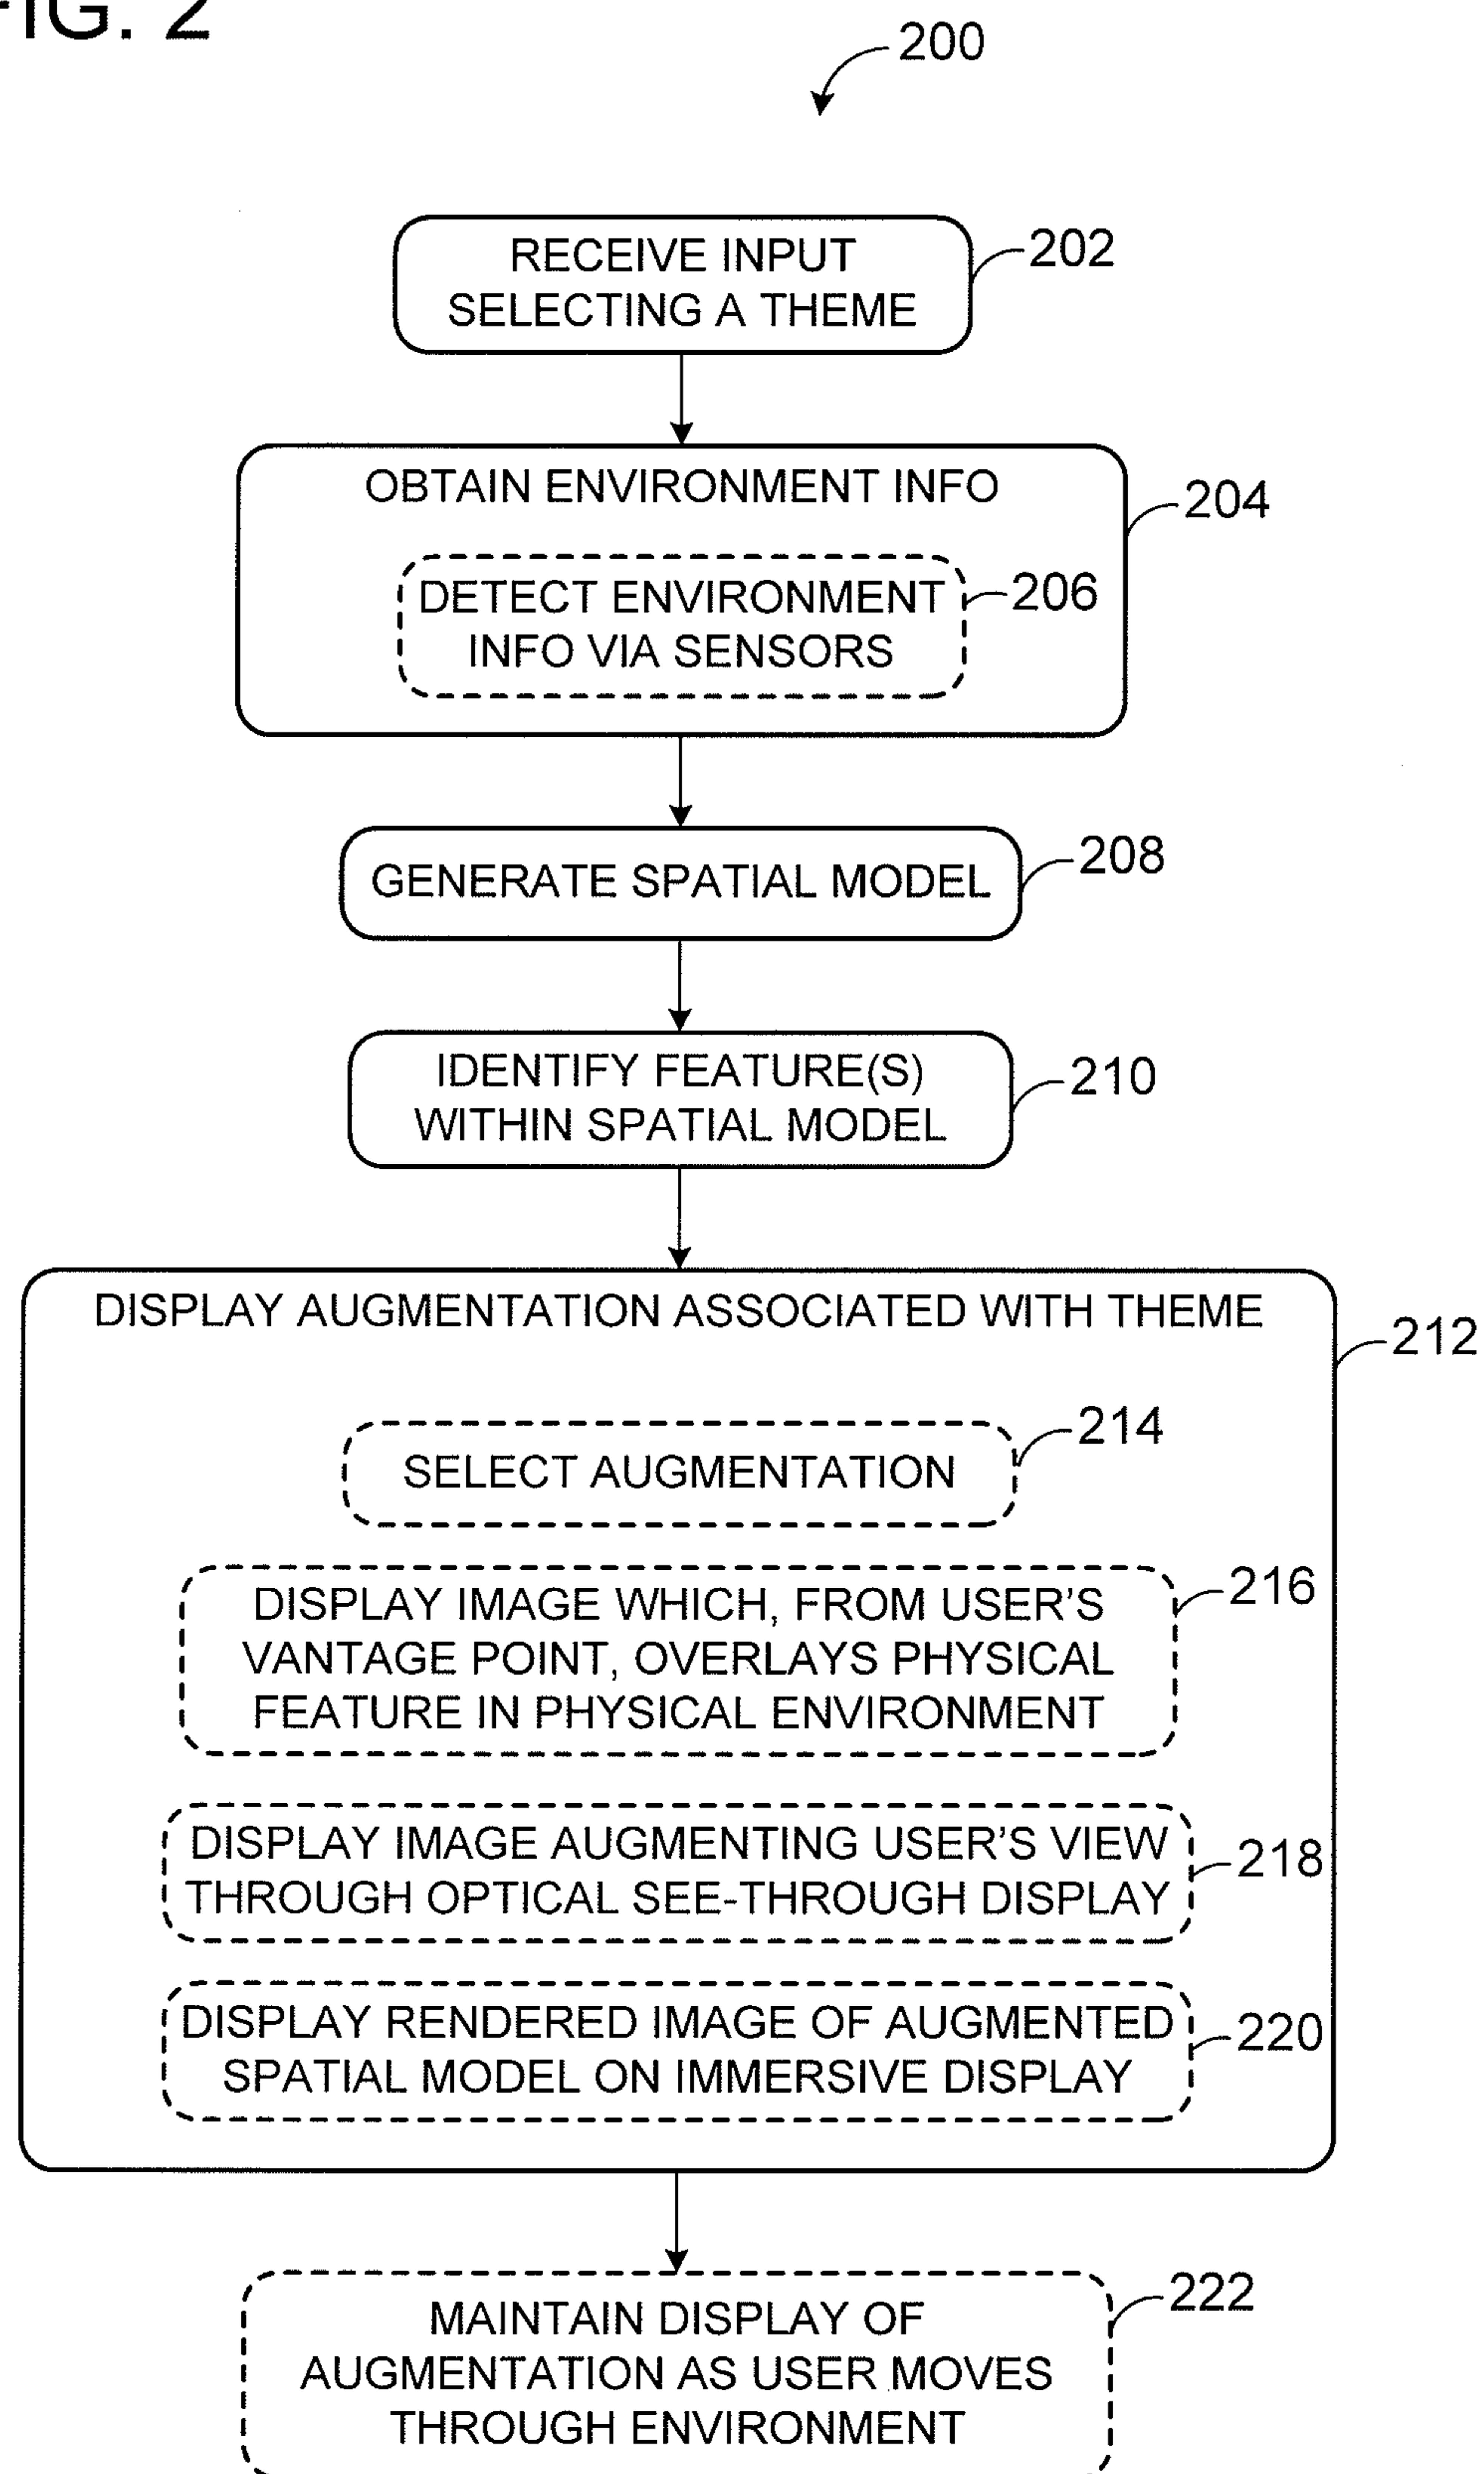 FIG. 2
200
RECEIVE INPUT
SELECTING A THEME
202
OBTAIN ENVIRONMENT INFO
204
DETECT ENVIRONMENT
INFO VIA SENSORS
206
GENERATE SPATIAL MODEL
208
IDENTIFY FEATURE(S)
WITHIN SPATIAL MODEL
210
DISPLAY AUGMENTATION ASSOCIATED WITH THEME
212
SELECT AUGMENTATION
214
DISPLAY IMAGE WHICH, FROM USER'S
VANTAGE POINT, OVERLAYS PHYSICAL
FEATURE IN PHYSICAL ENVIRONMENT
216
DISPLAY IMAGE AUGMENTING USER'S VIEW
THROUGH OPTICAL SEE-THROUGH DISPLAY
218
DISPLAY RENDERED IMAGE OF AUGMENTED
SPATIAL MODEL ON IMMERSIVE DISPLAY
220
MAINTAIN DISPLAY OF
AUGMENTATION AS USER MOVES
THROUGH ENVIRONMENT
222